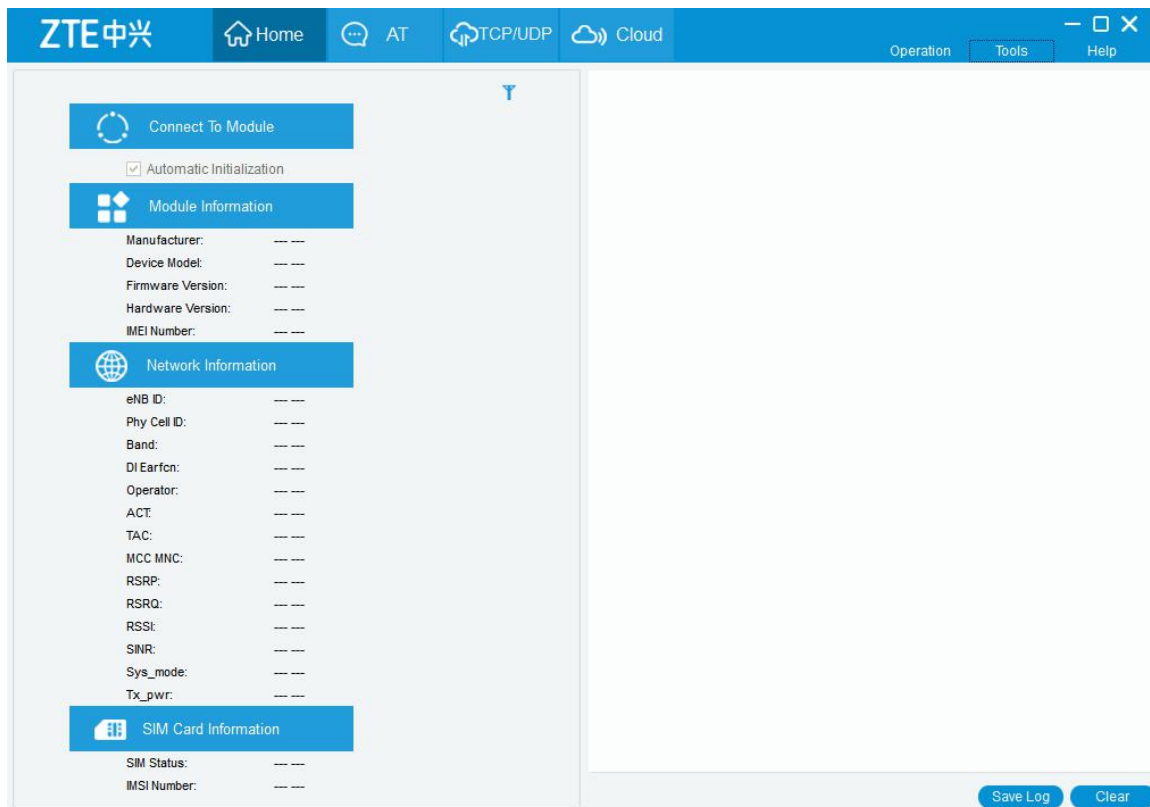 ZTE中兴 Home AT TCP/UDP Cloud
Operation Tools Help
Connect To Module
Automatic Initialization
Module Information
Manufacturer: --- ---
Device Model: --- ---
Firmware Version: --- ---
Hardware Version: --- ---
IMEI Number: --- ---
Network Information
eNB ID: --- ---
Phy Cell ID: --- ---
Band: --- ---
Dl Earfcn: --- ---
Operator: --- ---
ACT: --- ---
TAC: --- ---
MCC MNC: --- ---
RSRP: --- ---
RSRQ: --- ---
RSSI: --- ---
SINR: --- ---
Sys_mode: --- ---
Tx_pwr: --- ---
SIM Card Information
SIM Status: --- ---
IMSI Number: --- ---
Save Log Clear